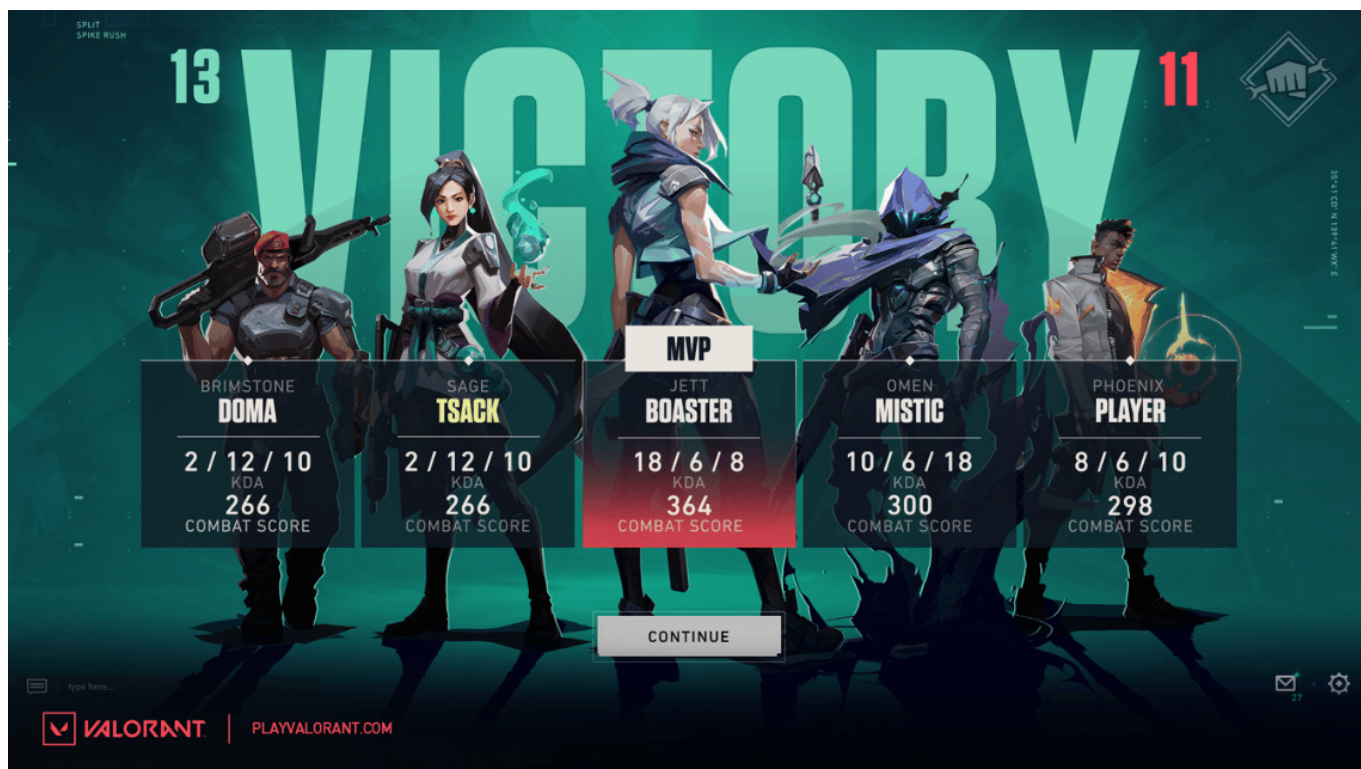 SPLIT
SPIKE RUSH
13 VICTORY 11
MVP
BRIMSTONE
DOMA
2 / 12 / 10
KDA
266
COMBAT SCORE
SAGE
TSACK
2 / 12 / 10
KDA
266
COMBAT SCORE
JETT
BOASTER
18 / 6 / 8
KDA
364
COMBAT SCORE
OMEN
MISTIC
10 / 6 / 18
KDA
300
COMBAT SCORE
PHOENIX
PLAYER
8 / 6 / 10
KDA
298
COMBAT SCORE
CONTINUE
type here...
27
VALORANT
PLAYVALORANT.COM